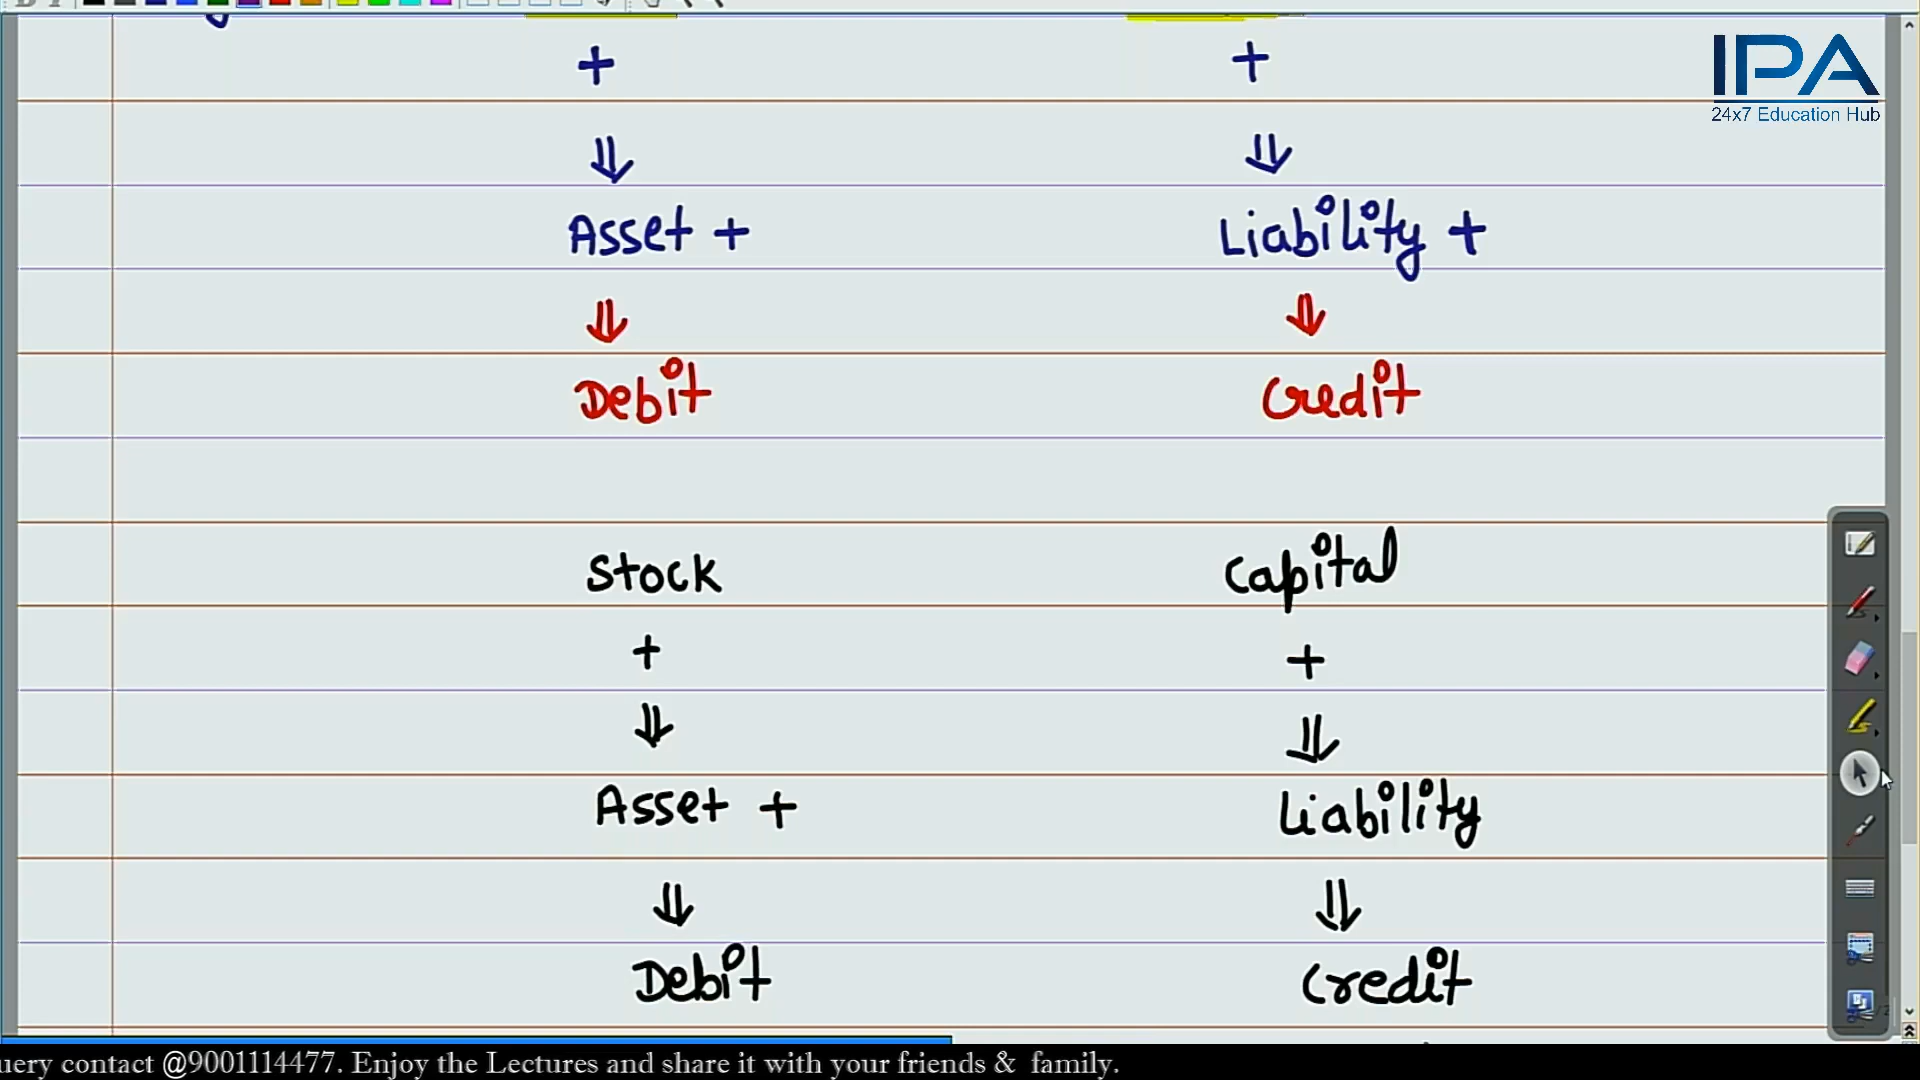 IPA
24x7 Education Hub
+ +
⇓ ⇓
Asset + Liability +
⇓ ⇓
Debit Credit
Stock Capital
+ +
⇓ ⇓
Asset + Liability
⇓ ⇓
Debit Credit
contact @9001114477. Enjoy the Lectures and share it with your friends & family.